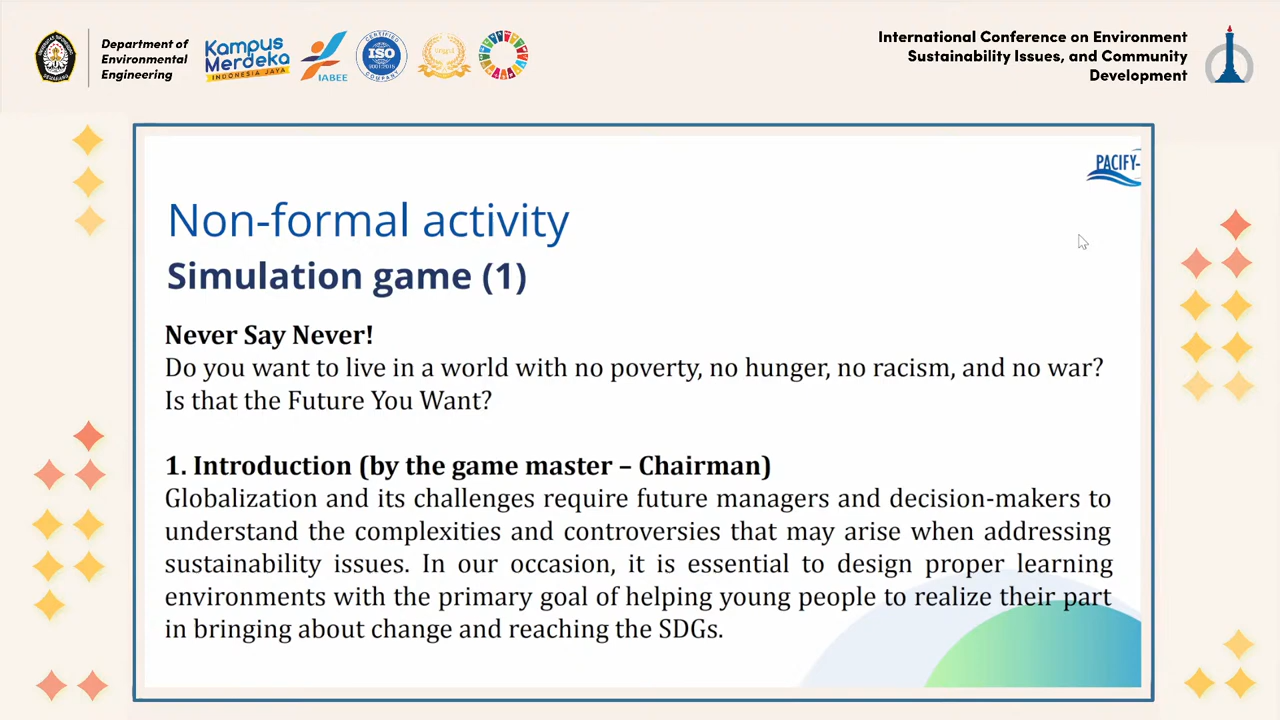 Department of
Environmental
Engineering
Kampus
Merdeka
INDONESIA JAYA
IABEE
CERTIFIED
ISO
9001:2015
COMPANY
International Conference on Environment
Sustainability Issues, and Community
Development
PACIFY-
Non-formal activity
Simulation game (1)
Never Say Never!
Do you want to live in a world with no poverty, no hunger, no racism, and no war?
Is that the Future You Want?
1. Introduction (by the game master – Chairman)
Globalization and its challenges require future managers and decision-makers to
understand the complexities and controversies that may arise when addressing
sustainability issues. In our occasion, it is essential to design proper learning
environments with the primary goal of helping young people to realize their part
in bringing about change and reaching the SDGs.